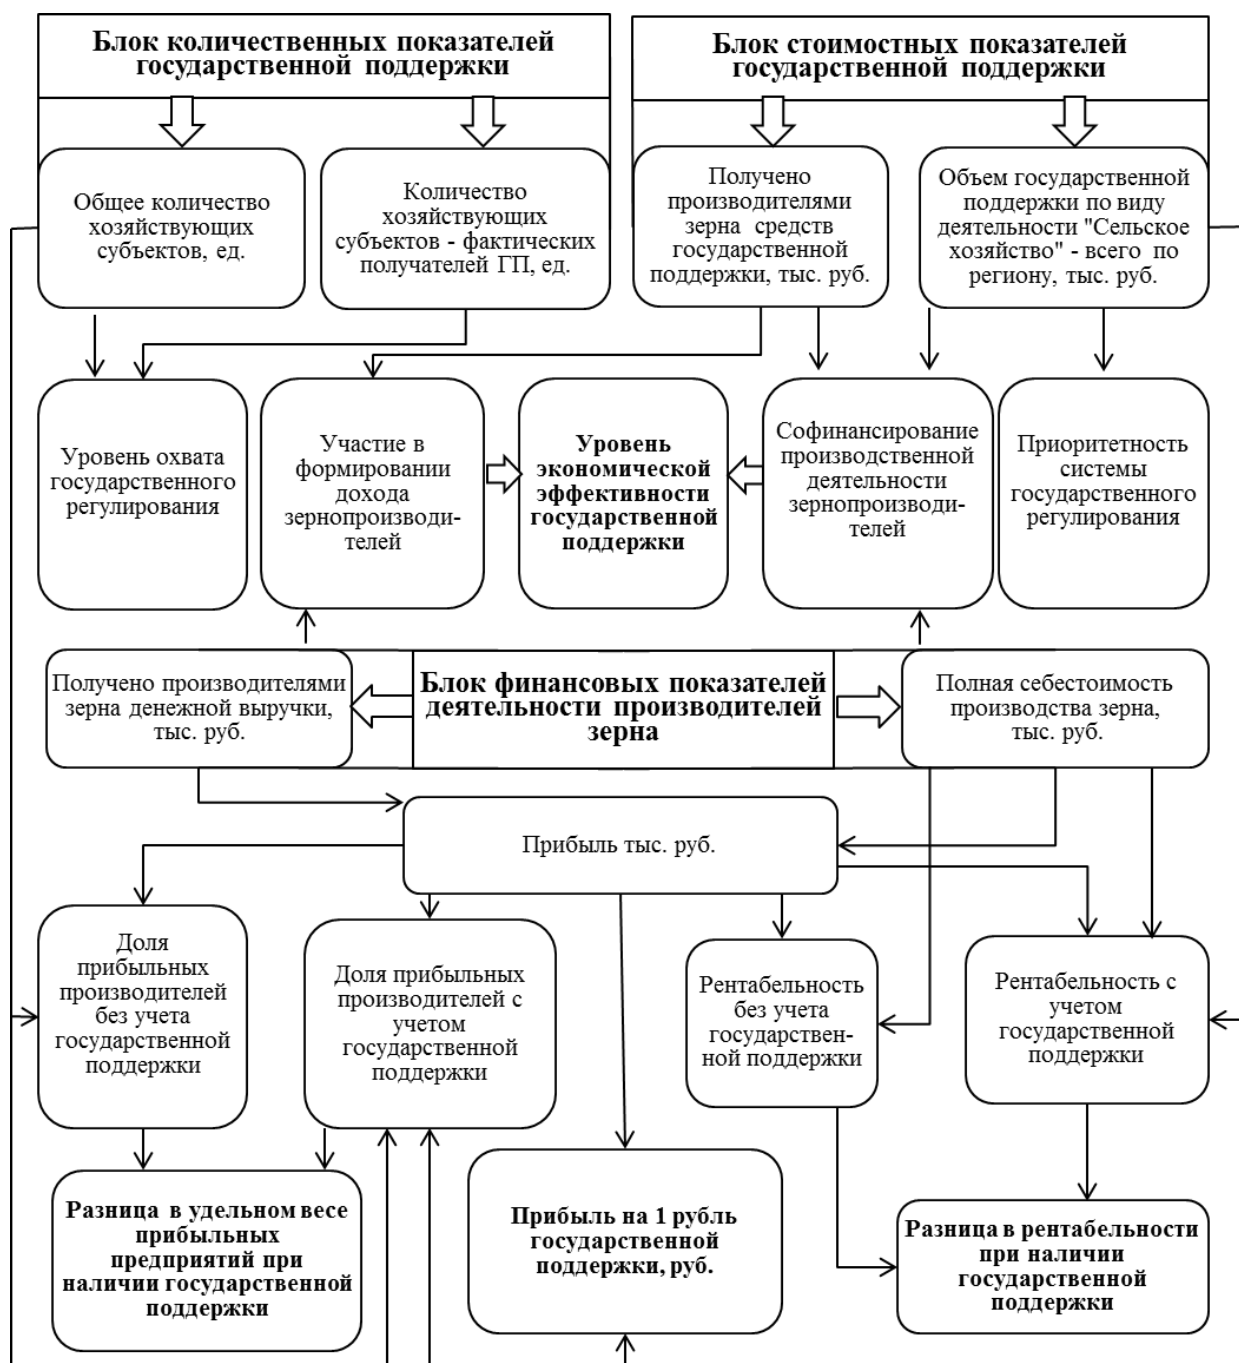 Блок количественных показателей
государственной поддержки
Блок стоимостных показателей
государственной поддержки
Общее количество
хозяйствующих
субъектов, ед.
Количество
хозяйствующих
субъектов - фактических
получателей ГП, ед.
Получено
производителями
зерна средств
государственной
поддержки, тыс. руб.
Объем государственной
поддержки по виду
деятельности "Сельское
хозяйство" - всего по
региону, тыс. руб.
Уровень охвата
государственного
регулирования
Участие в
формировании
дохода
зернопроизводи-
телей
Уровень
экономической
эффективности
государственной
поддержки
Софинансирование
производственной
деятельности
зернопроизводи-
телей
Приоритетность
системы
государственного
регулирования
Получено производителями
зерна денежной выручки,
тыс. руб.
Блок финансовых показателей
деятельности производителей
зерна
Полная себестоимость
производства зерна,
тыс. руб.
Прибыль тыс. руб.
Доля
прибыльных
производителей
без учета
государственной
поддержки
Доля прибыльных
производителей с
учетом
государственной
поддержки
Рентабельность
без учета
государствен-
ной поддержки
Рентабельность с
учетом
государственной
поддержки
Разница в удельном весе
прибыльных
предприятий при
наличии государственной
поддержки
Прибыль на 1 рубль
государственной
поддержки, руб.
Разница в рентабельности
при наличии
государственной
поддержки